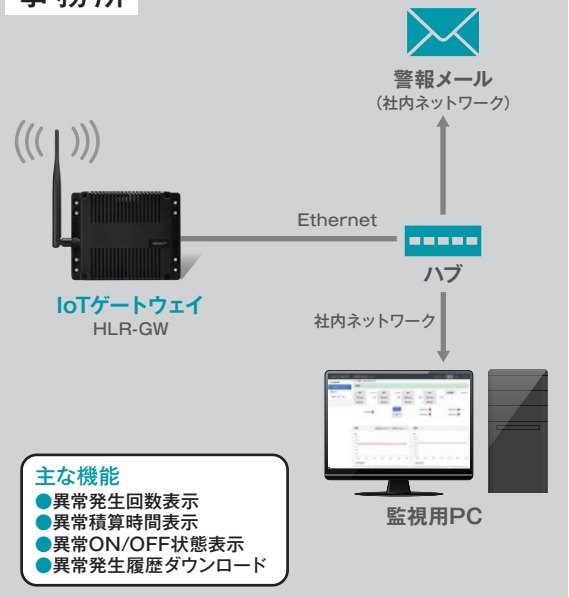 事務所
警報メール
(社内ネットワーク)
Ethernet
ハブ
IoTゲートウェイ
HLR-GW
社内ネットワーク
監視用PC
主な機能
●異常発生回数表示
●異常積算時間表示
●異常ON/OFF状態表示
●異常発生履歴ダウンロード